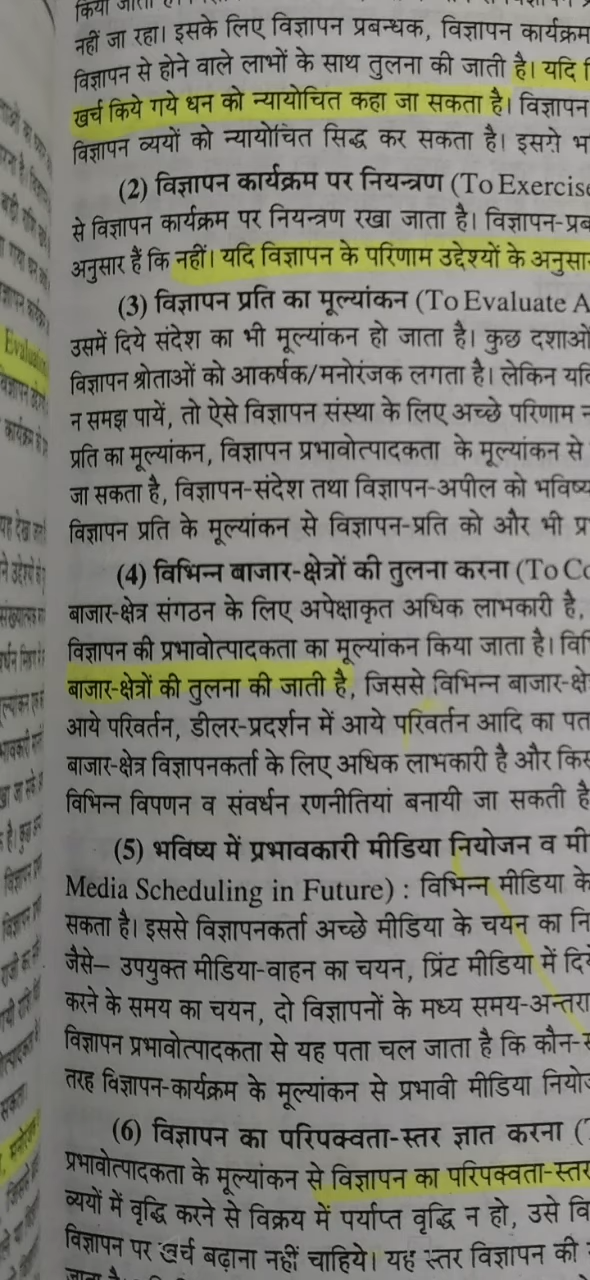 किया जाता
नहीं जा रहा। इसके लिए विज्ञापन प्रबन्धक, विज्ञापन कार्यक्रम
विज्ञापन से होने वाले लाभों के साथ तुलना की जाती है। यदि
खर्च किये गये धन को न्यायोचित कहा जा सकता है। विज्ञापन
विज्ञापन व्ययों को न्यायोचित सिद्ध कर सकता है। इससे
(2) विज्ञापन कार्यक्रम पर नियन्त्रण (To Exercise
से विज्ञापन कार्यक्रम पर नियन्त्रण रखा जाता है। विज्ञापन-प्रब
अनुसार हैं कि नहीं। यदि विज्ञापन के परिणाम उद्देश्यों के अनुसार
(3) विज्ञापन प्रति का मूल्यांकन (To Evaluate A
उसमें दिये संदेश का भी मूल्यांकन हो जाता है। कुछ दशाओं
विज्ञापन श्रोताओं को आकर्षक/मनोरंजक लगता है। लेकिन यदि
न समझ पायें, तो ऐसे विज्ञापन संस्था के लिए अच्छे परिणाम न
प्रति का मूल्यांकन, विज्ञापन प्रभावोत्पादकता के मूल्यांकन से
जा सकता है, विज्ञापन-संदेश तथा विज्ञापन-अपील को भविष्य
विज्ञापन प्रति के मूल्यांकन से विज्ञापन-प्रति को और भी प्र
(4) विभिन्न बाजार-क्षेत्रों की तुलना करना (To Co
बाजार-क्षेत्र संगठन के लिए अपेक्षाकृत अधिक लाभकारी है,
विज्ञापन की प्रभावोत्पादकता का मूल्यांकन किया जाता है। वि
बाजार-क्षेत्रों की तुलना की जाती है, जिससे विभिन्न बाजार-क्षे
आये परिवर्तन, डीलर-प्रदर्शन में आये परिवर्तन आदि का पत
बाजार-क्षेत्र विज्ञापनकर्ता के लिए अधिक लाभकारी है और किस
विभिन्न विपणन व संवर्धन रणनीतियां बनायी जा सकती है
(5) भविष्य में प्रभावकारी मीडिया नियोजन व मी
Media Scheduling in Future) : विभिन्न मीडिया के
सकता है। इससे विज्ञापनकर्ता अच्छे मीडिया के चयन का नि
जैसे– उपयुक्त मीडिया-वाहन का चयन, प्रिंट मीडिया में दिये
करने के समय का चयन, दो विज्ञापनों के मध्य समय-अन्तरा
विज्ञापन प्रभावोत्पादकता से यह पता चल जाता है कि कौन-स
तरह विज्ञापन-कार्यक्रम के मूल्यांकन से प्रभावी मीडिया नियोज
(6) विज्ञापन का परिपक्वता-स्तर ज्ञात करना (T
प्रभावोत्पादकता के मूल्यांकन से विज्ञापन का परिपक्वता-स्तर
व्ययों में वृद्धि करने से विक्रय में पर्याप्त वृद्धि न हो, उसे वि
विज्ञापन पर खर्च बढ़ाना नहीं चाहिये। यह स्तर विज्ञापन की